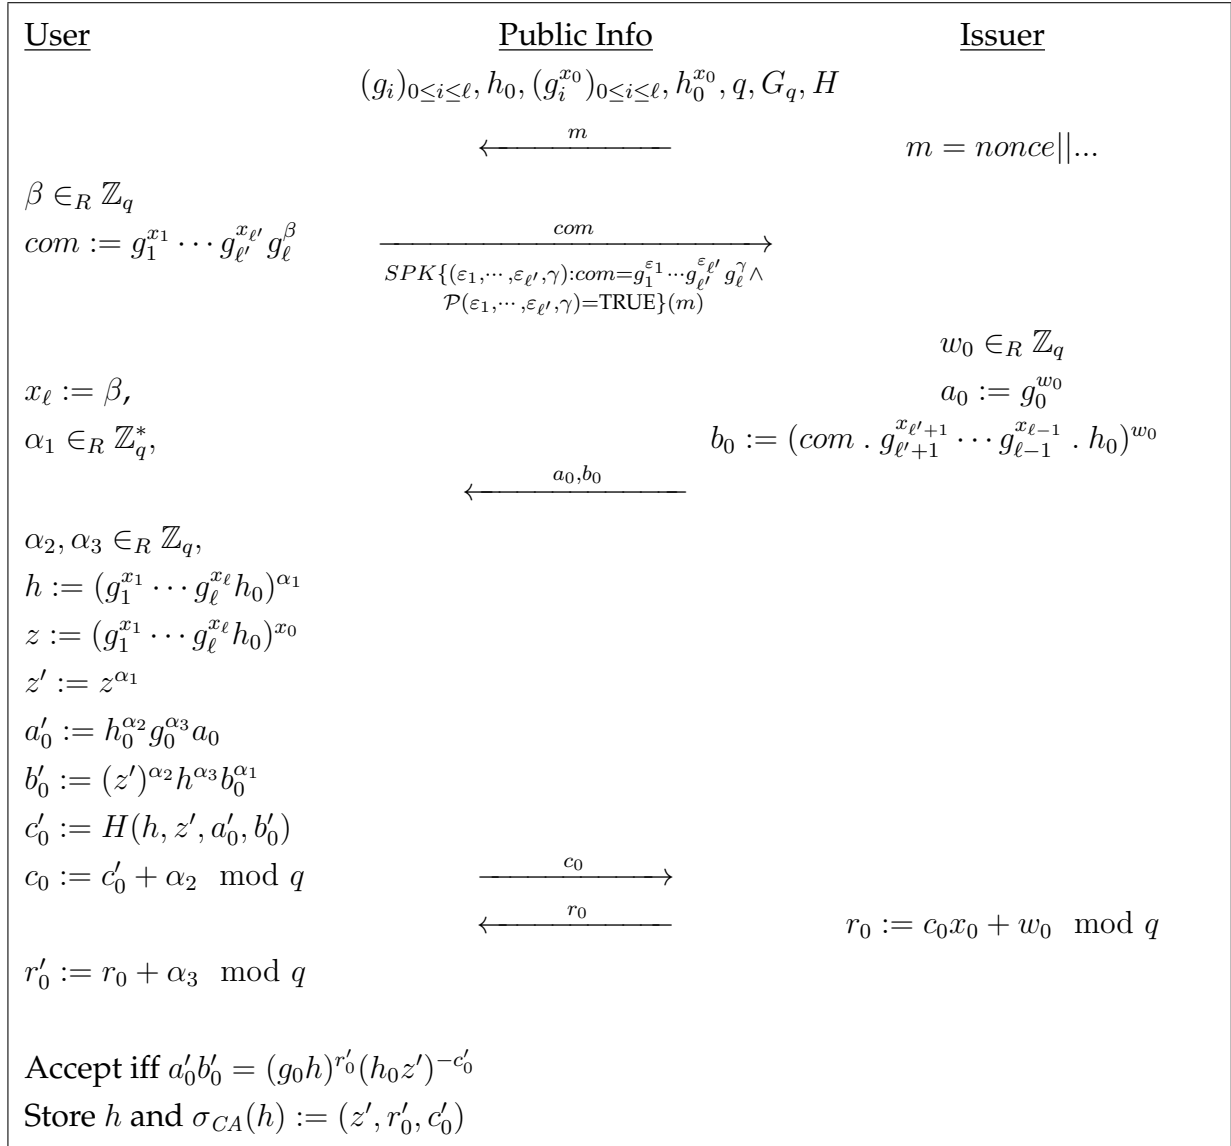 User Public Info Issuer
(g_i)_{0≤i≤ℓ}, h_0, (g_i^{x_0})_{0≤i≤ℓ}, h_0^{x_0}, q, G_q, H
m
m = nonce||...
β ∈_R ℤ_q
com := g_1^{x_1} ⋯ g_{ℓ'}^{x_{ℓ'}} g_ℓ^β
com
SPK{(ε_1,⋯,ε_{ℓ'},γ):com=g_1^{ε_1}⋯g_{ℓ'}^{ε_{ℓ'}} g_ℓ^γ ∧
𝒫(ε_1,⋯,ε_{ℓ'},γ)=TRUE}(m)
w_0 ∈_R ℤ_q
x_ℓ := β, a_0 := g_0^{w_0}
α_1 ∈_R ℤ_q^*, b_0 := (com . g_{ℓ'+1}^{x_{ℓ'+1}} ⋯ g_{ℓ-1}^{x_{ℓ-1}} . h_0)^{w_0}
a_0,b_0
α_2, α_3 ∈_R ℤ_q,
h := (g_1^{x_1} ⋯ g_ℓ^{x_ℓ} h_0)^{α_1}
z := (g_1^{x_1} ⋯ g_ℓ^{x_ℓ} h_0)^{x_0}
z' := z^{α_1}
a'_0 := h_0^{α_2} g_0^{α_3} a_0
b'_0 := (z')^{α_2} h^{α_3} b_0^{α_1}
c'_0 := H(h, z', a'_0, b'_0)
c_0 := c'_0 + α_2 mod q c_0
r_0 r_0 := c_0x_0 + w_0 mod q
r'_0 := r_0 + α_3 mod q
Accept iff a'_0b'_0 = (g_0h)^{r'_0}(h_0z')^{-c'_0}
Store h and σ_{CA}(h) := (z', r'_0, c'_0)